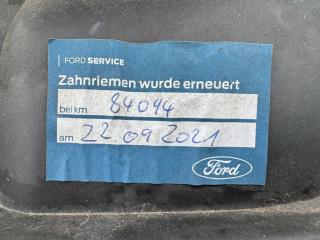 FORD SERVICE
Zahnriemen wurde erneuert
bei km 84094
am 22.09.2021
Ford